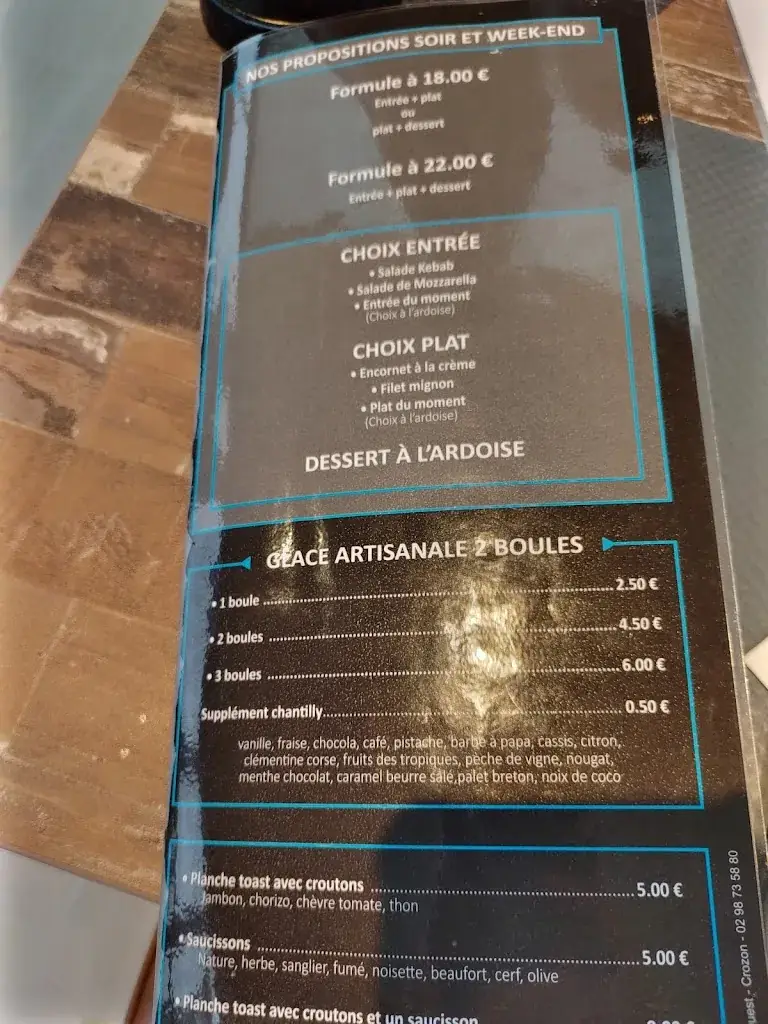 NOS PROPOSITIONS SOIR ET WEEK-END
Formule à 18.00 €
Entrée + plat
ou
plat + dessert
Formule à 22.00 €
Entrée + plat + dessert
CHOIX ENTRÉE
• Salade Kebab
• Salade de Mozzarella
• Entrée du moment
(Choix à l'ardoise)
CHOIX PLAT
• Encornet à la crème
• Filet mignon
• Plat du moment
(Choix à l'ardoise)
DESSERT À L'ARDOISE
GLACE ARTISANALE 2 BOULES
• 1 boule ........ 2.50 €
• 2 boules ........ 4.50 €
• 3 boules ........ 6.00 €
Supplément chantilly........ 0.50 €
vanille, fraise, chocola, café, pistache, barbe à papa, cassis, citron,
clémentine corse, fruits des tropiques, pèche de vigne, nougat,
menthe chocolat, caramel beurre salé,palet breton, noix de coco
• Planche toast avec croutons ........ 5.00 €
Jambon, chorizo, chèvre tomate, thon
• Saucissons ........ 5.00 €
Nature, herbe, sanglier, fumé, noisette, beaufort, cerf, olive
• Planche toast avec croutons et un saucisson
Crozon - 02 98 73 58 80